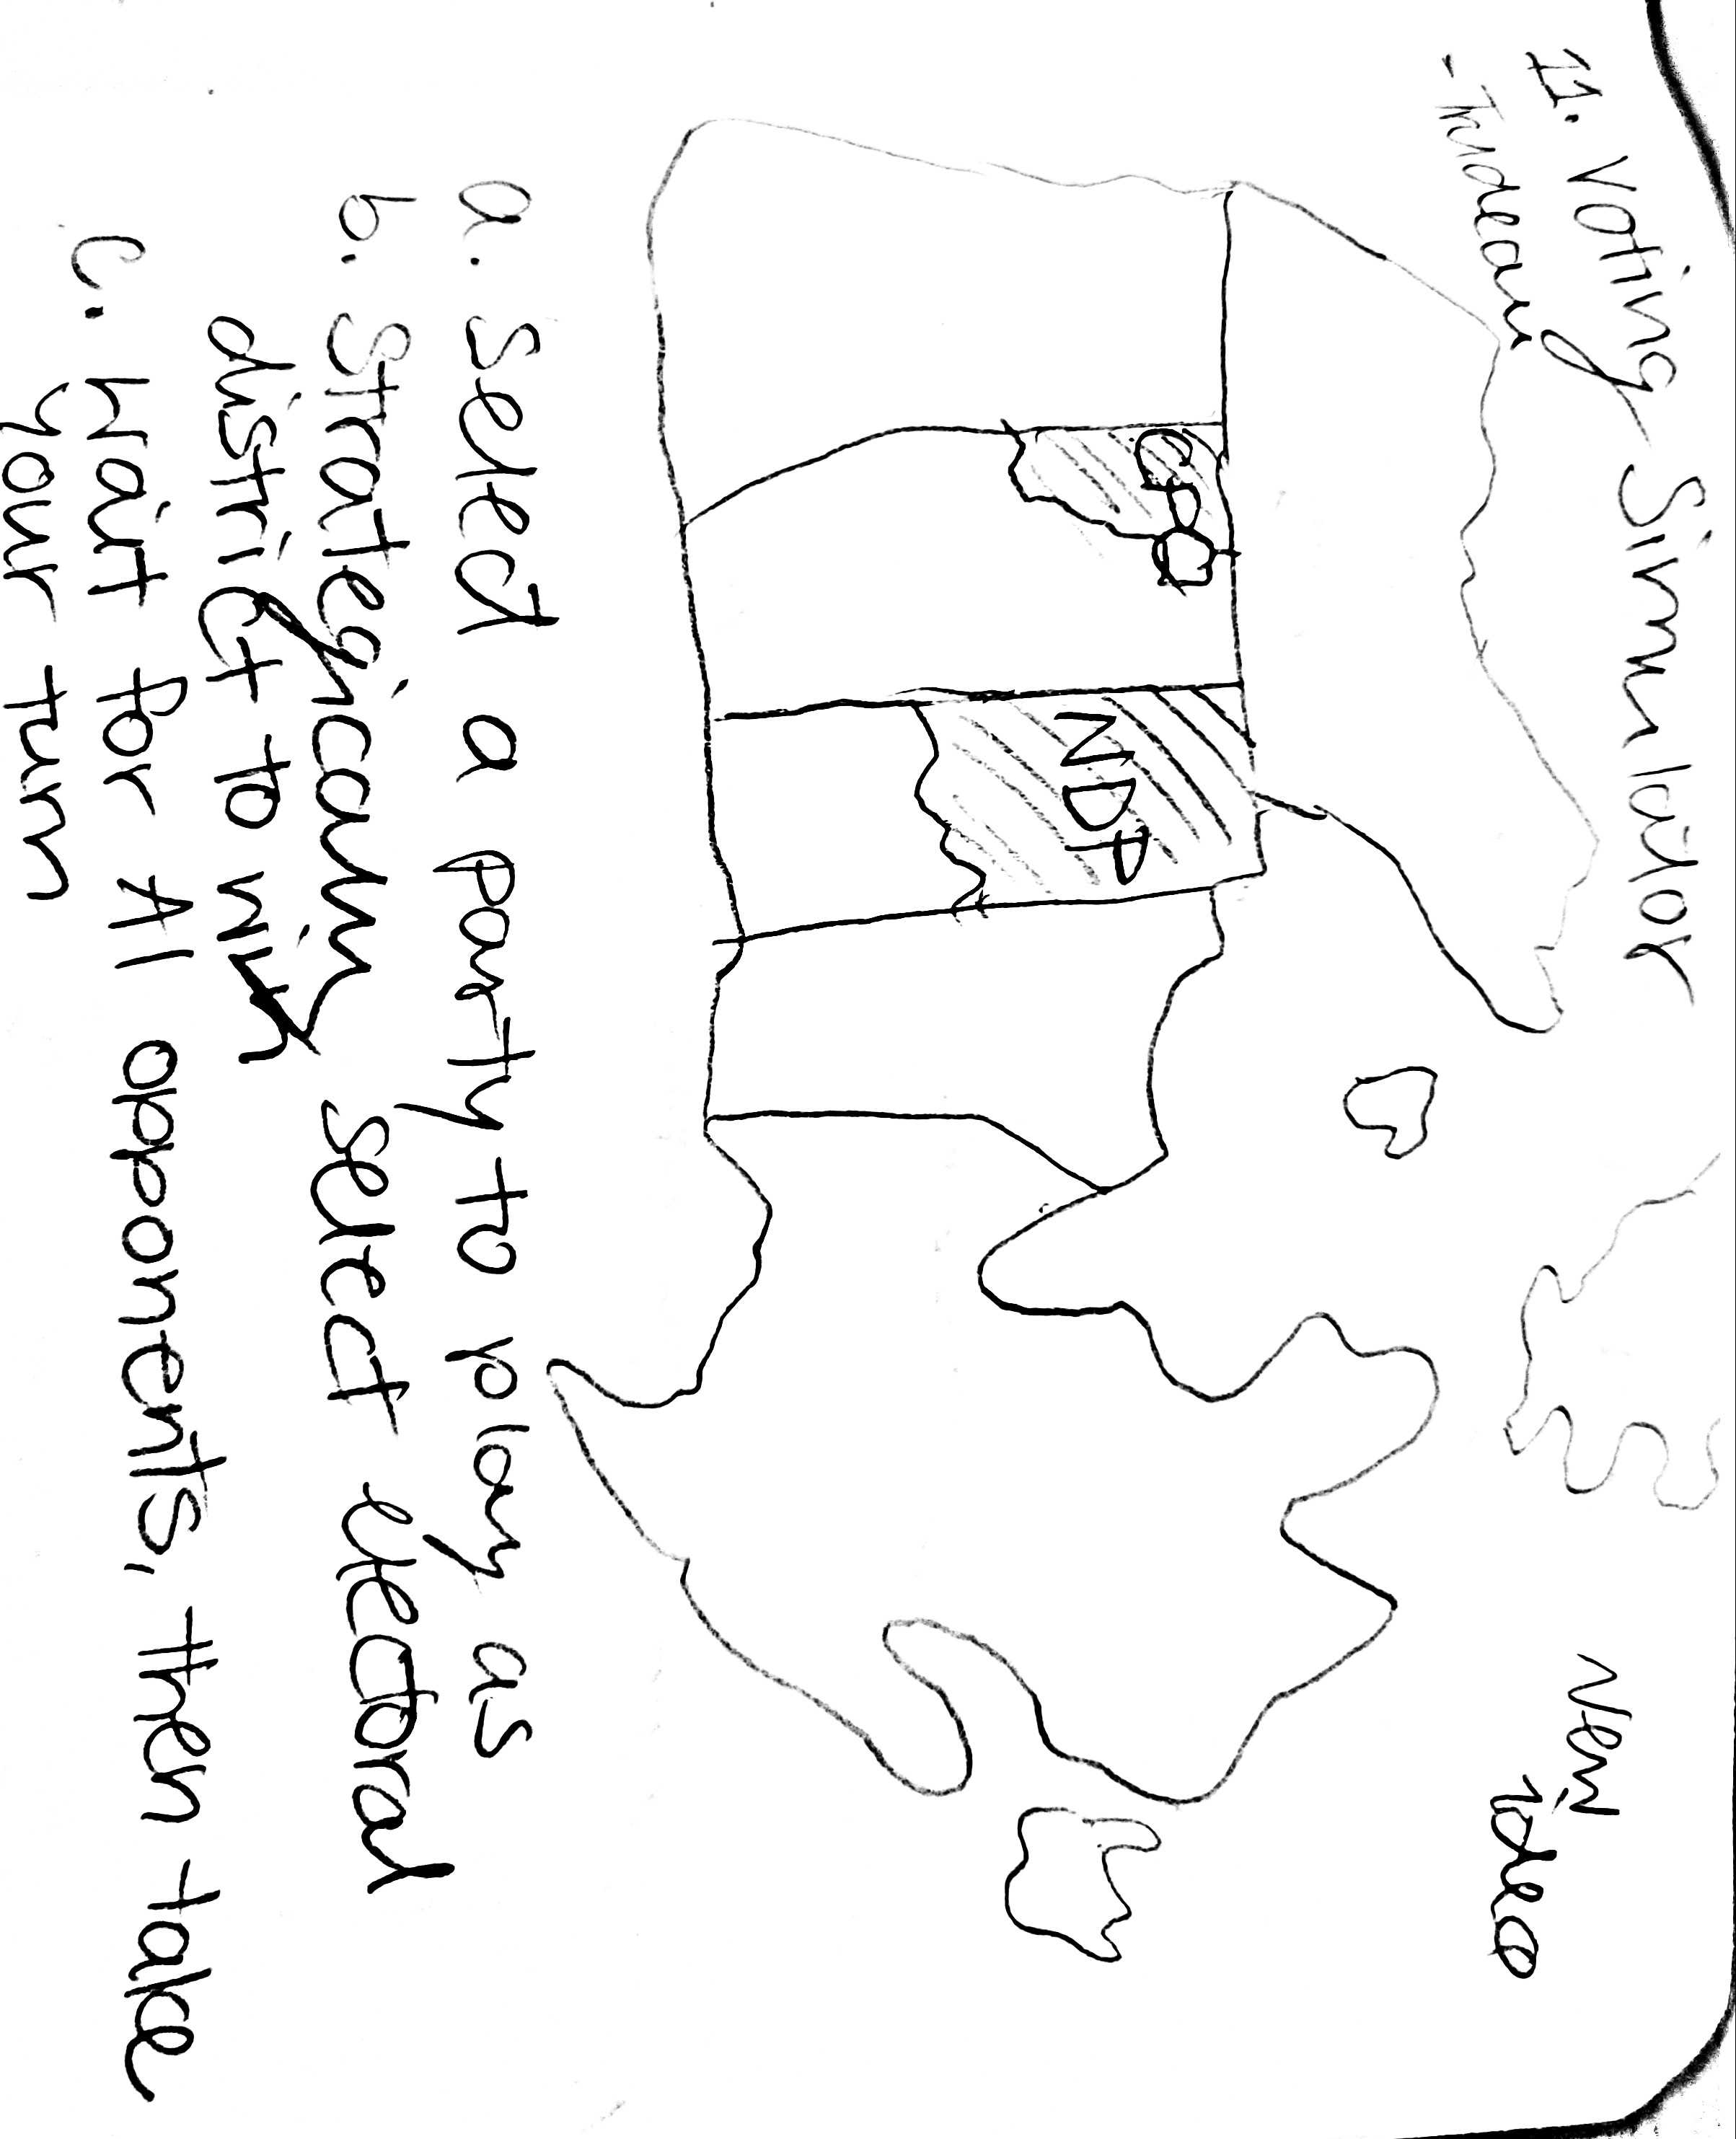 11. Voting Simulator
- Trudeau
New
idea
CPC
NDP
a. Select a party to play as
b. Strategically select electoral
district to win
c. Wait for AI opponents, then take
your turn